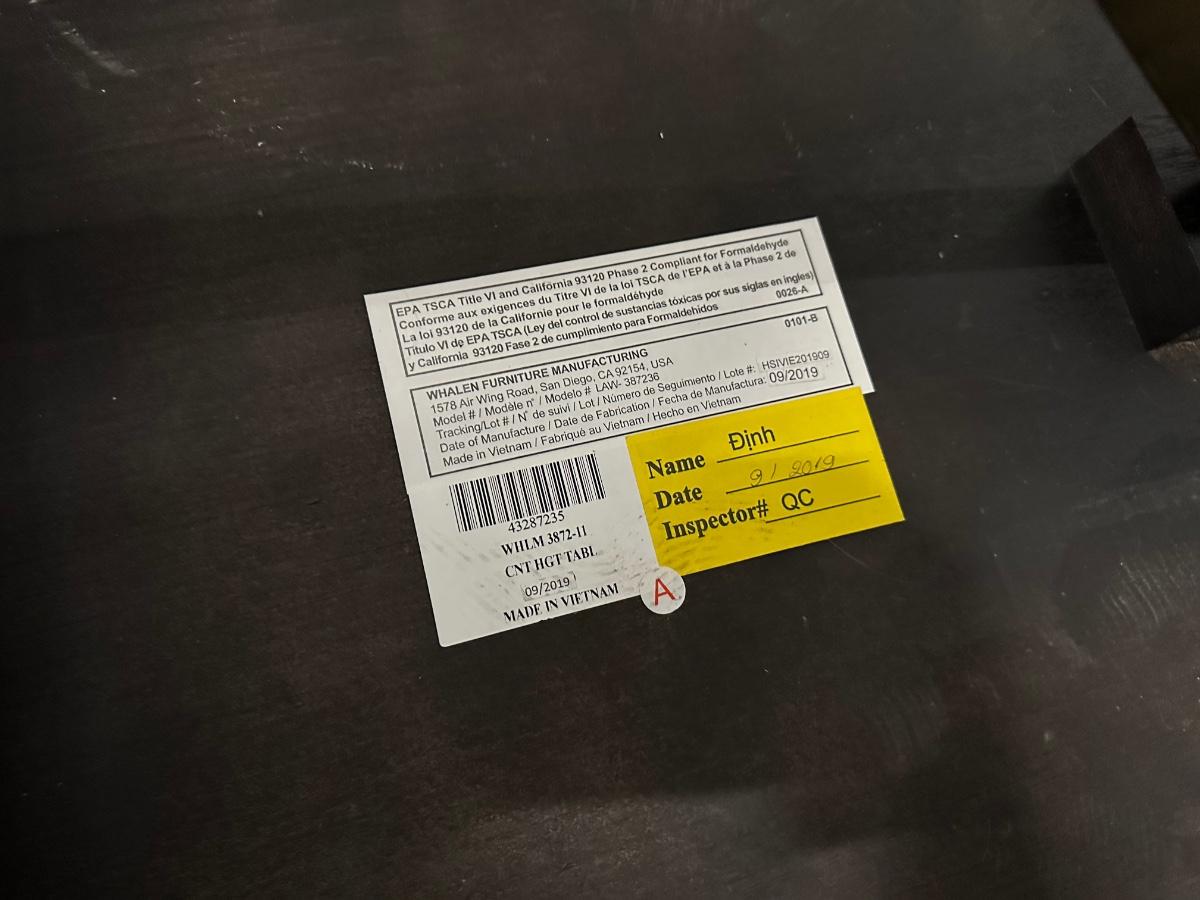 EPA TSCA Title VI and California 93120 Phase 2 Compliant for Formaldehyde
Conforme aux exigences du Titre VI de la loi TSCA de l'EPA et à la Phase 2 de
La loi 93120 de la Californie pour le formaldéhyde
Título VI de EPA TSCA (Ley del control de sustancias tóxicas por sus siglas en ingles)
y California 93120 Fase 2 de cumplimiento para Formaldehidos
0026-A
0101-B
WHALEN FURNITURE MANUFACTURING
1578 Air Wing Road, San Diego, CA 92154, USA
Model # / Modèle n° / Modelo # LAW- 387236
Tracking/Lot # / N° de suivi / Lot / Número de Seguimiento / Lote #: HSIVIE201909
Date of Manufacture / Date de Fabrication / Fecha de Manufactura: 09/2019
Made in Vietnam / Fabriqué au Vietnam / Hecho en Vietnam
43287235
WHLM 3872-11
CNT HGT TABL
09/2019
MADE IN VIETNAM
Name Định
Date 9/ 2019
Inspector# QC
A